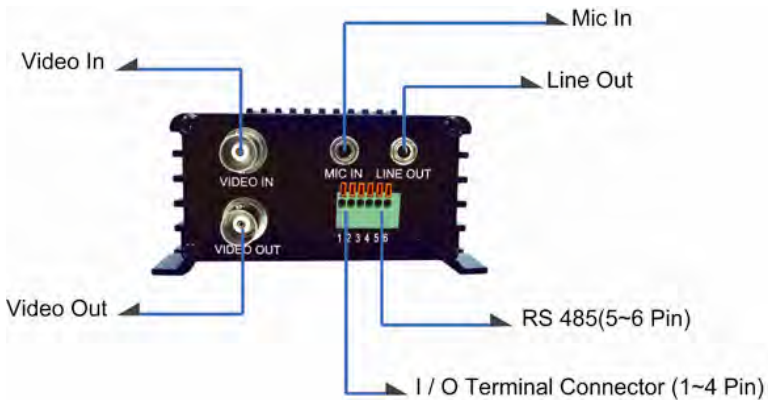 Mic In
Video In
Line Out
VIDEO IN
MIC IN
LINE OUT
VIDEO OUT
1 2 3 4 5 6
Video Out
RS 485(5~6 Pin)
I / O Terminal Connector (1~4 Pin)